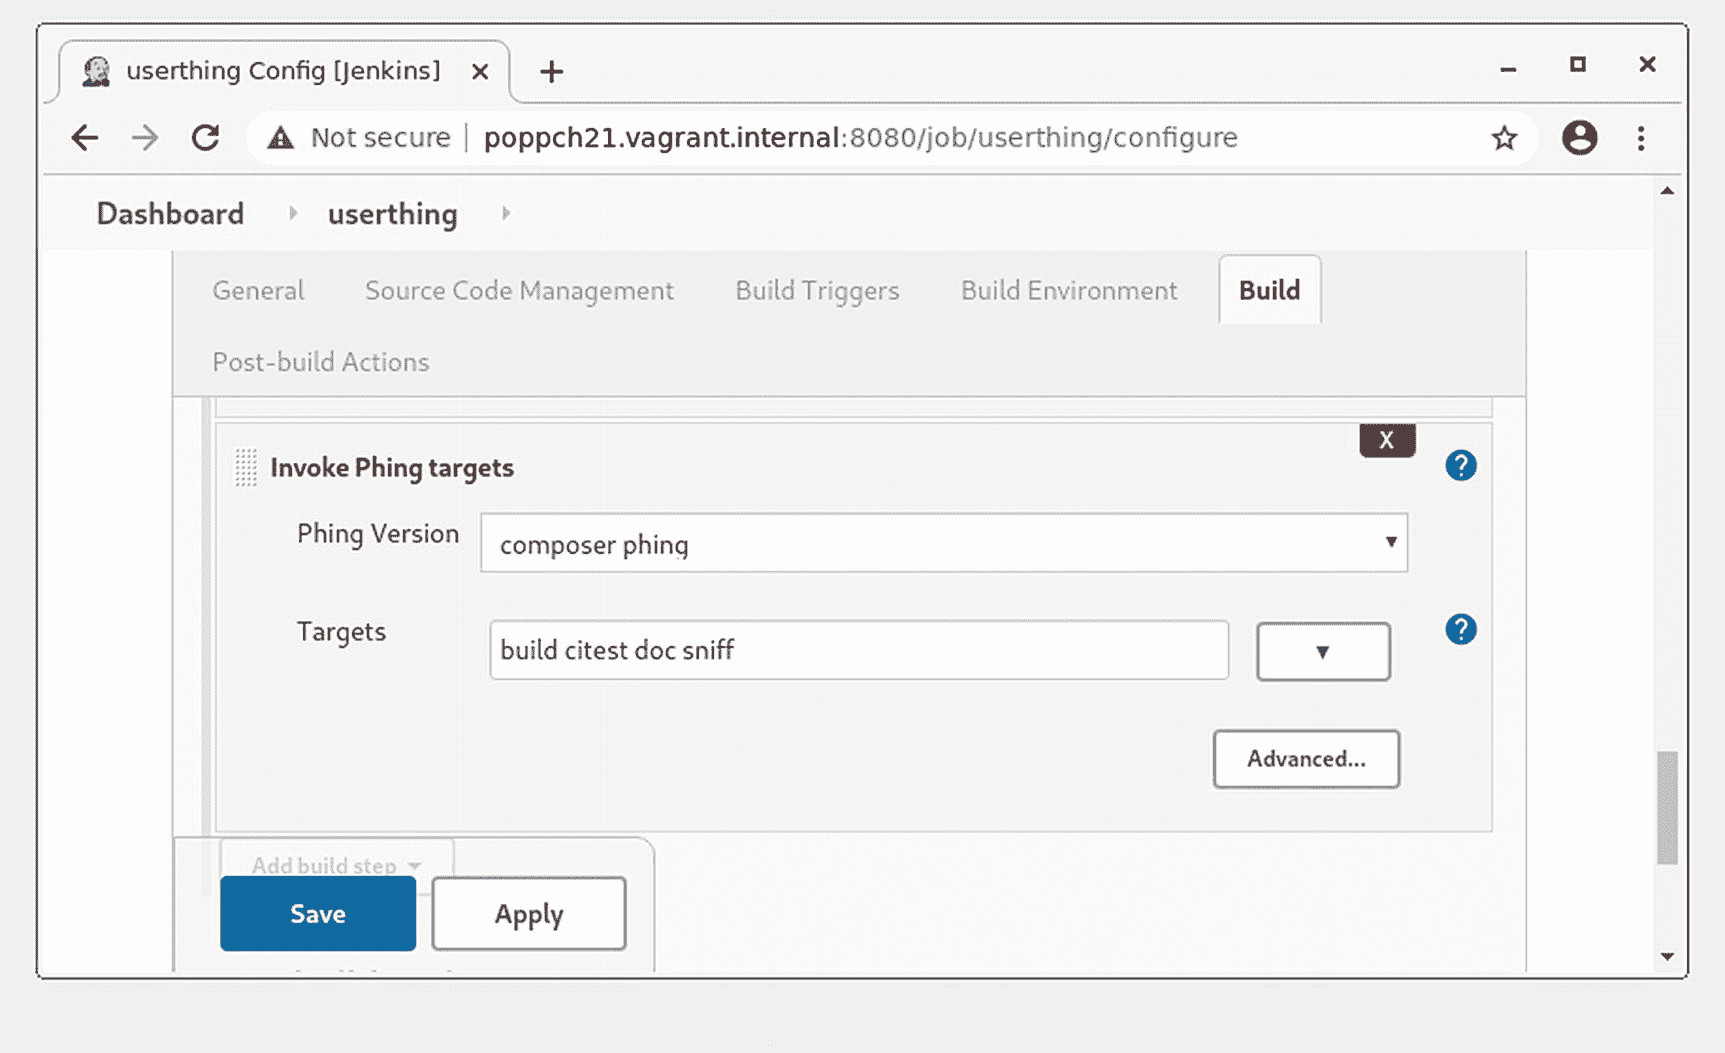 userthing Config [Jenkins]
Not secure | poppch21.vagrant.internal:8080/job/userthing/configure
Dashboard userthing
General Source Code Management Build Triggers Build Environment Build
Post-build Actions
X
Invoke Phing targets ?
Phing Version composer phing
Targets build citest doc sniff ?
Advanced...
Add build step
Save Apply